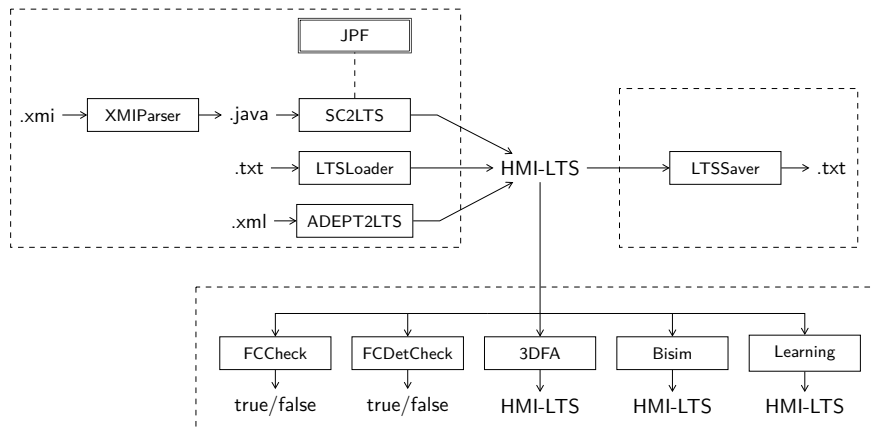 JPF
.xmi XMIParser .java SC2LTS
.txt LTSLoader HMI-LTS LTSSaver .txt
.xml ADEPT2LTS
FCCheck FCDetCheck 3DFA Bisim Learning
true/false true/false HMI-LTS HMI-LTS HMI-LTS